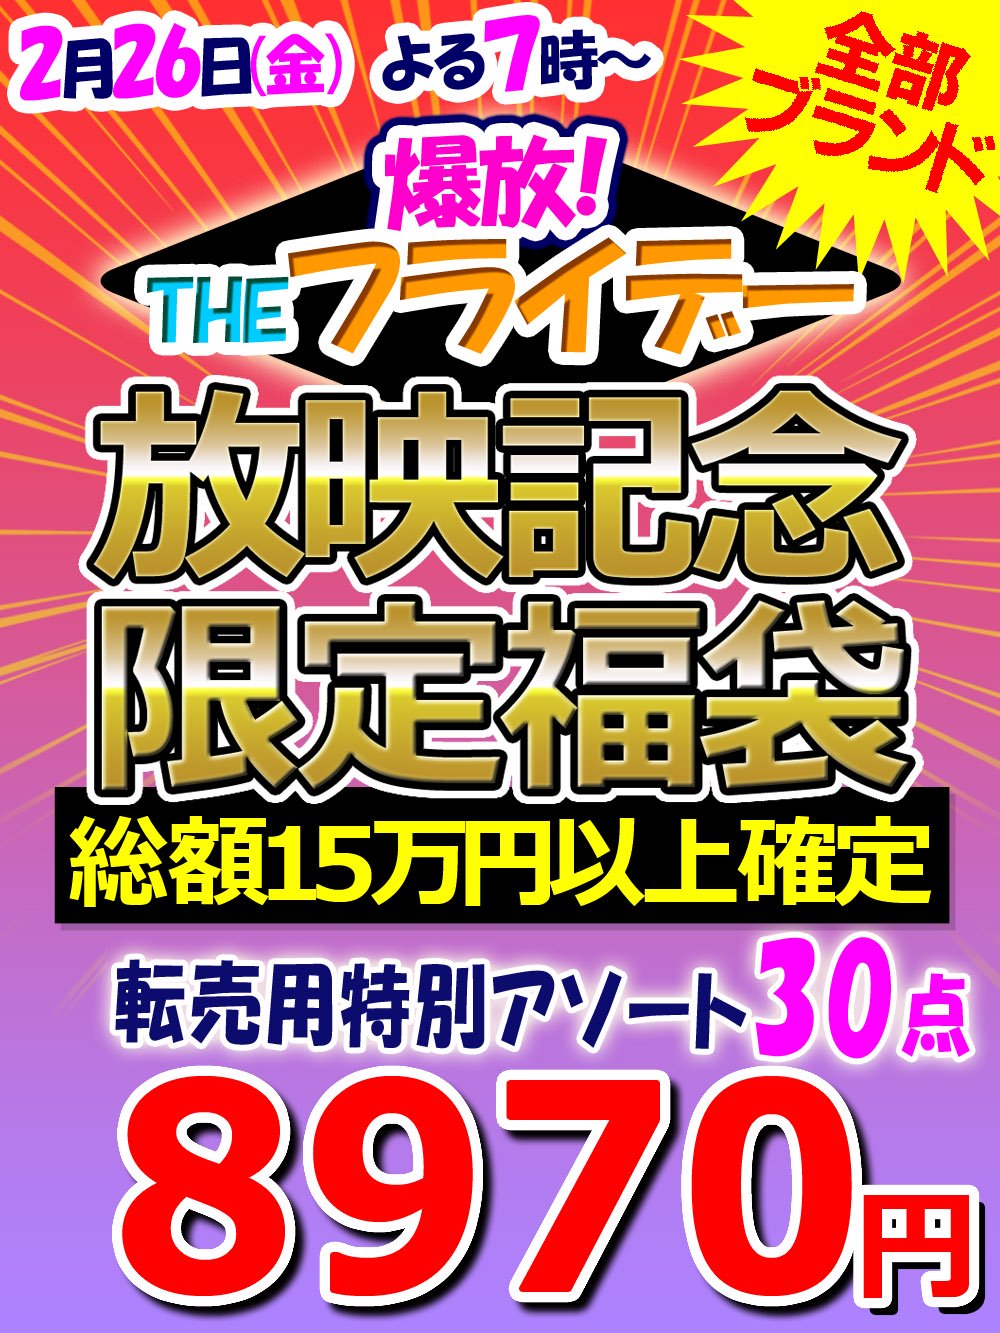 2月26日(金) よる7時～
全部
ブランド
爆放!
THEフライデー
放映記念
限定福袋
総額15万円以上確定
転売用特別アソート30点
8970円